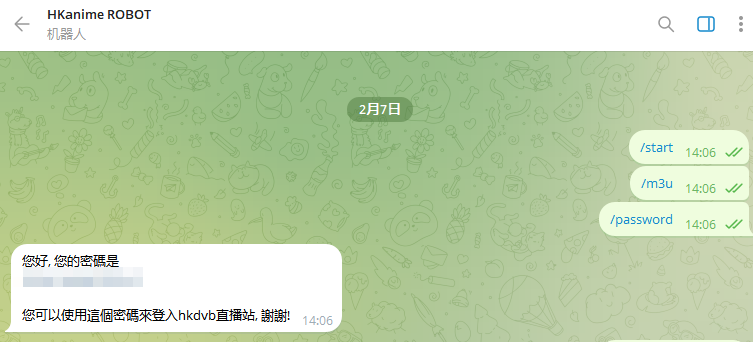 HKanime ROBOT
机器人
2月7日
/start 14:06
/m3u 14:06
/password 14:06
您好, 您的密碼是
您可以使用這個密碼來登入hkdvb直播站, 謝謝! 14:06